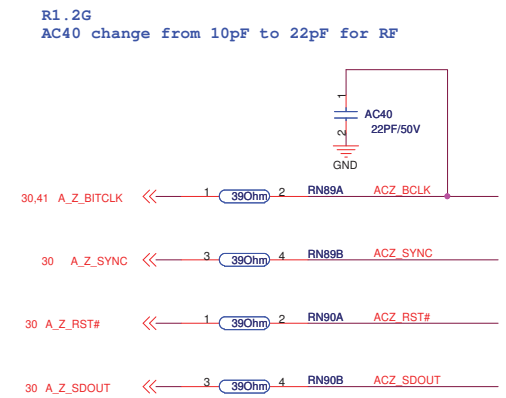 R1.2G
AC40 change from 10pF to 22pF for RF
1
AC40
22PF/50V
2
GND
30,41 A_Z_BITCLK 1 39Ohm 2 RN89A ACZ_BCLK
30 A_Z_SYNC 3 39Ohm 4 RN89B ACZ_SYNC
30 A_Z_RST# 1 39Ohm 2 RN90A ACZ_RST#
30 A_Z_SDOUT 3 39Ohm 4 RN90B ACZ_SDOUT